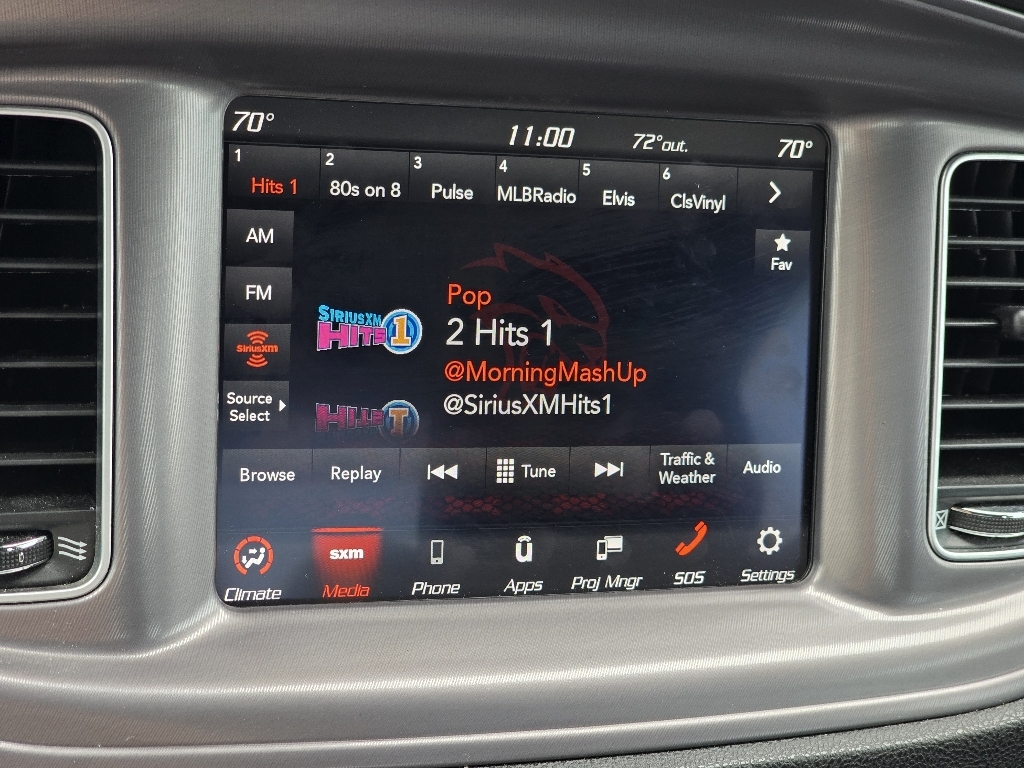 70°
11:00
72°out.
70°
1
Hits 1
2
80s on 8
3
Pulse
4
MLBRadio
5
Elvis
6
ClsVinyl
AM
FM
SiriusXM
Source
Select
Fav
SIRIUSXM
HITS 1
Pop
2 Hits 1
@MorningMashUp
@SiriusXMHits1
Browse
Replay
Tune
Traffic &
Weather
Audio
sxm
Climate
Media
Phone
Apps
Proj Mngr
SOS
Settings